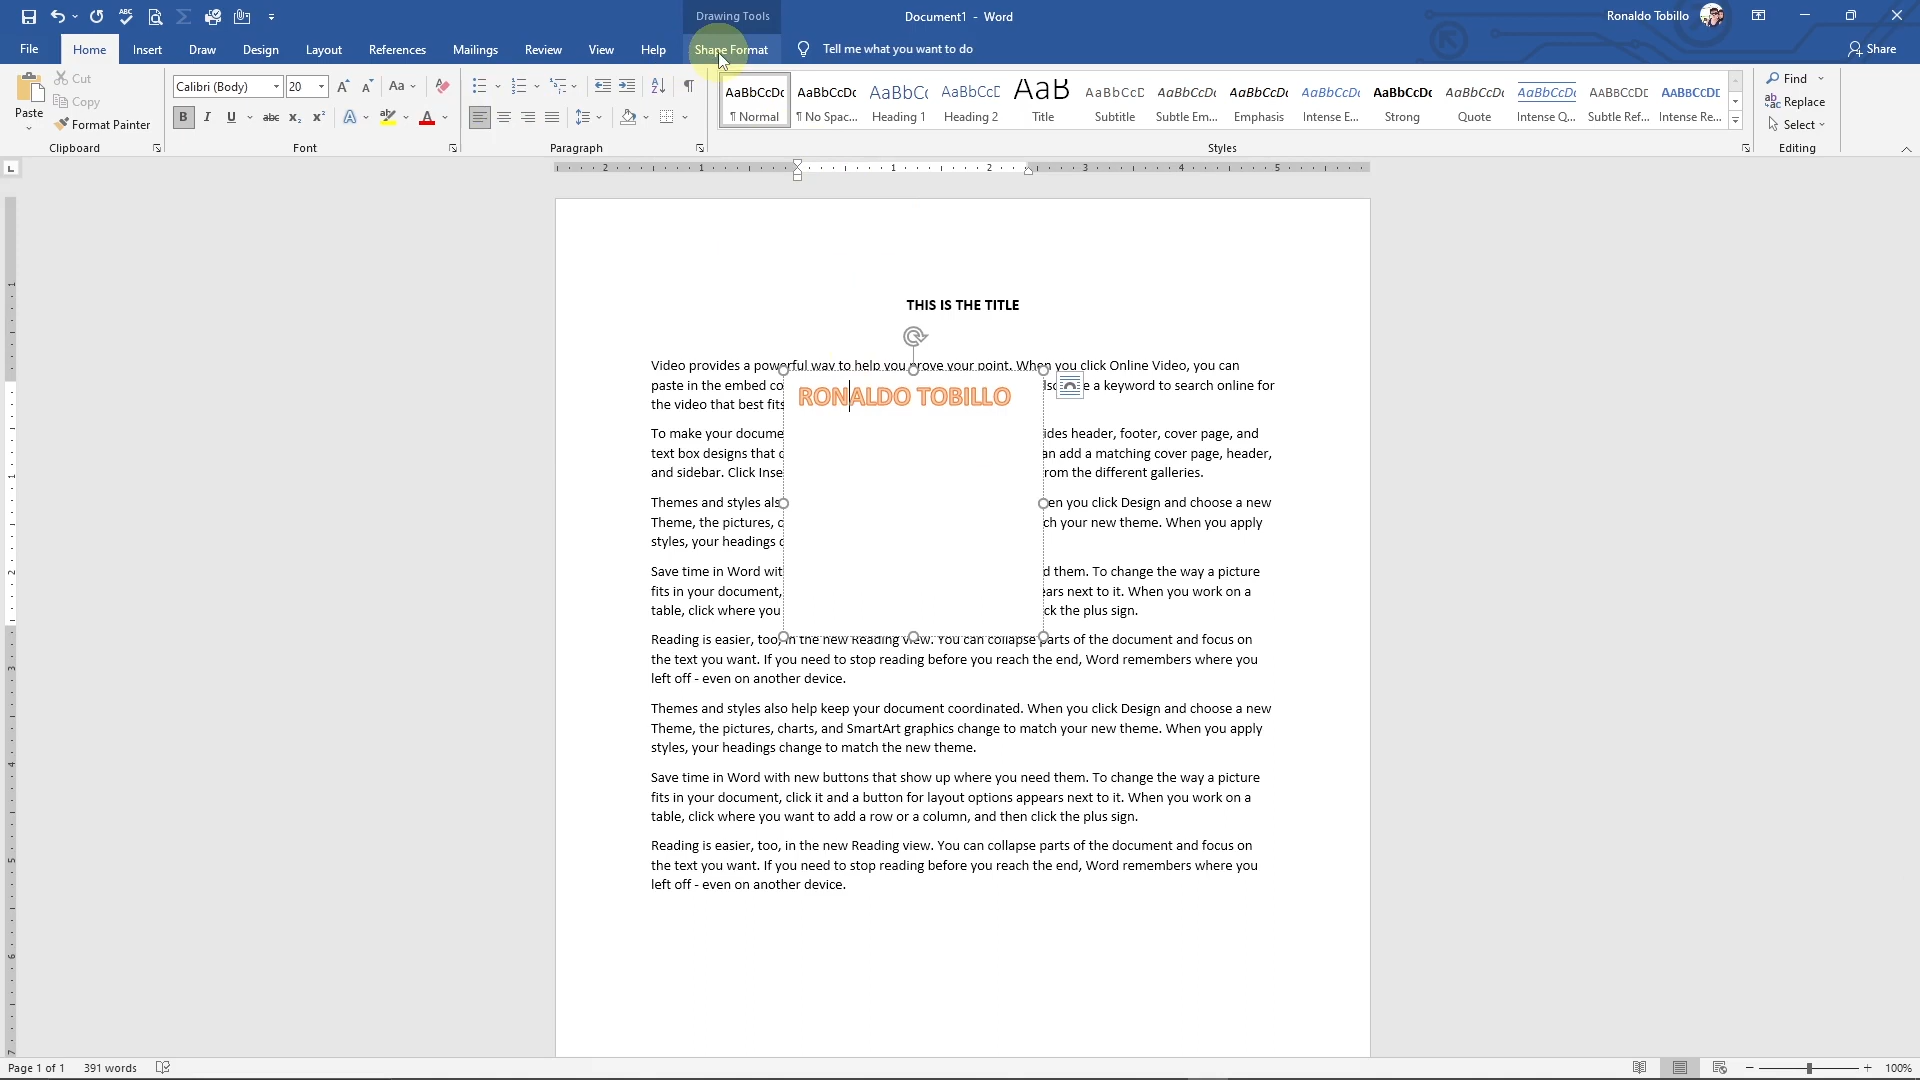 Drawing Tools
Document1 - Word
Ronaldo Tobillo
File Home Insert Draw Design Layout References Mailings Review View Help Shape Format Tell me what you want to do Share
Paste
Cut
Copy
Format Painter
Clipboard
Calibri (Body) 20
Font
Paragraph
AaBbCcDc AaBbCcDc AaBbC AaBbCcD AaB AaBbCcD AaBbCcDc AaBbCcDc AaBbCcDc AaBbCcDc AaBbCcDc AaBbCcDc AaBbCcDd AaBbCcDd
¶ Normal ¶ No Spac... Heading 1 Heading 2 Title Subtitle Subtle Em... Emphasis Intense E... Strong Quote Intense Q... Subtle Ref... Intense Re...
Styles
Find
Replace
Select
Editing
2 1 1 2 3 4 5
THIS IS THE TITLE
Video provides a powerful way to help you prove your point. When you click Online Video, you can
paste in the embed co e a keyword to search online for
the video that best fits
RONALDO TOBILLO
To make your docume ides header, footer, cover page, and
text box designs that an add a matching cover page, header,
and sidebar. Click Inse rom the different galleries.
Themes and styles als en you click Design and choose a new
Theme, the pictures, c ch your new theme. When you apply
styles, your headings
Save time in Word wit d them. To change the way a picture
fits in your document, ears next to it. When you work on a
table, click where you ck the plus sign.
Reading is easier, too, in the new Reading view. You can collapse parts of the document and focus on
the text you want. If you need to stop reading before you reach the end, Word remembers where you
left off - even on another device.
Themes and styles also help keep your document coordinated. When you click Design and choose a new
Theme, the pictures, charts, and SmartArt graphics change to match your new theme. When you apply
styles, your headings change to match the new theme.
Save time in Word with new buttons that show up where you need them. To change the way a picture
fits in your document, click it and a button for layout options appears next to it. When you work on a
table, click where you want to add a row or a column, and then click the plus sign.
Reading is easier, too, in the new Reading view. You can collapse parts of the document and focus on
the text you want. If you need to stop reading before you reach the end, Word remembers where you
left off - even on another device.
Page 1 of 1 391 words 100%